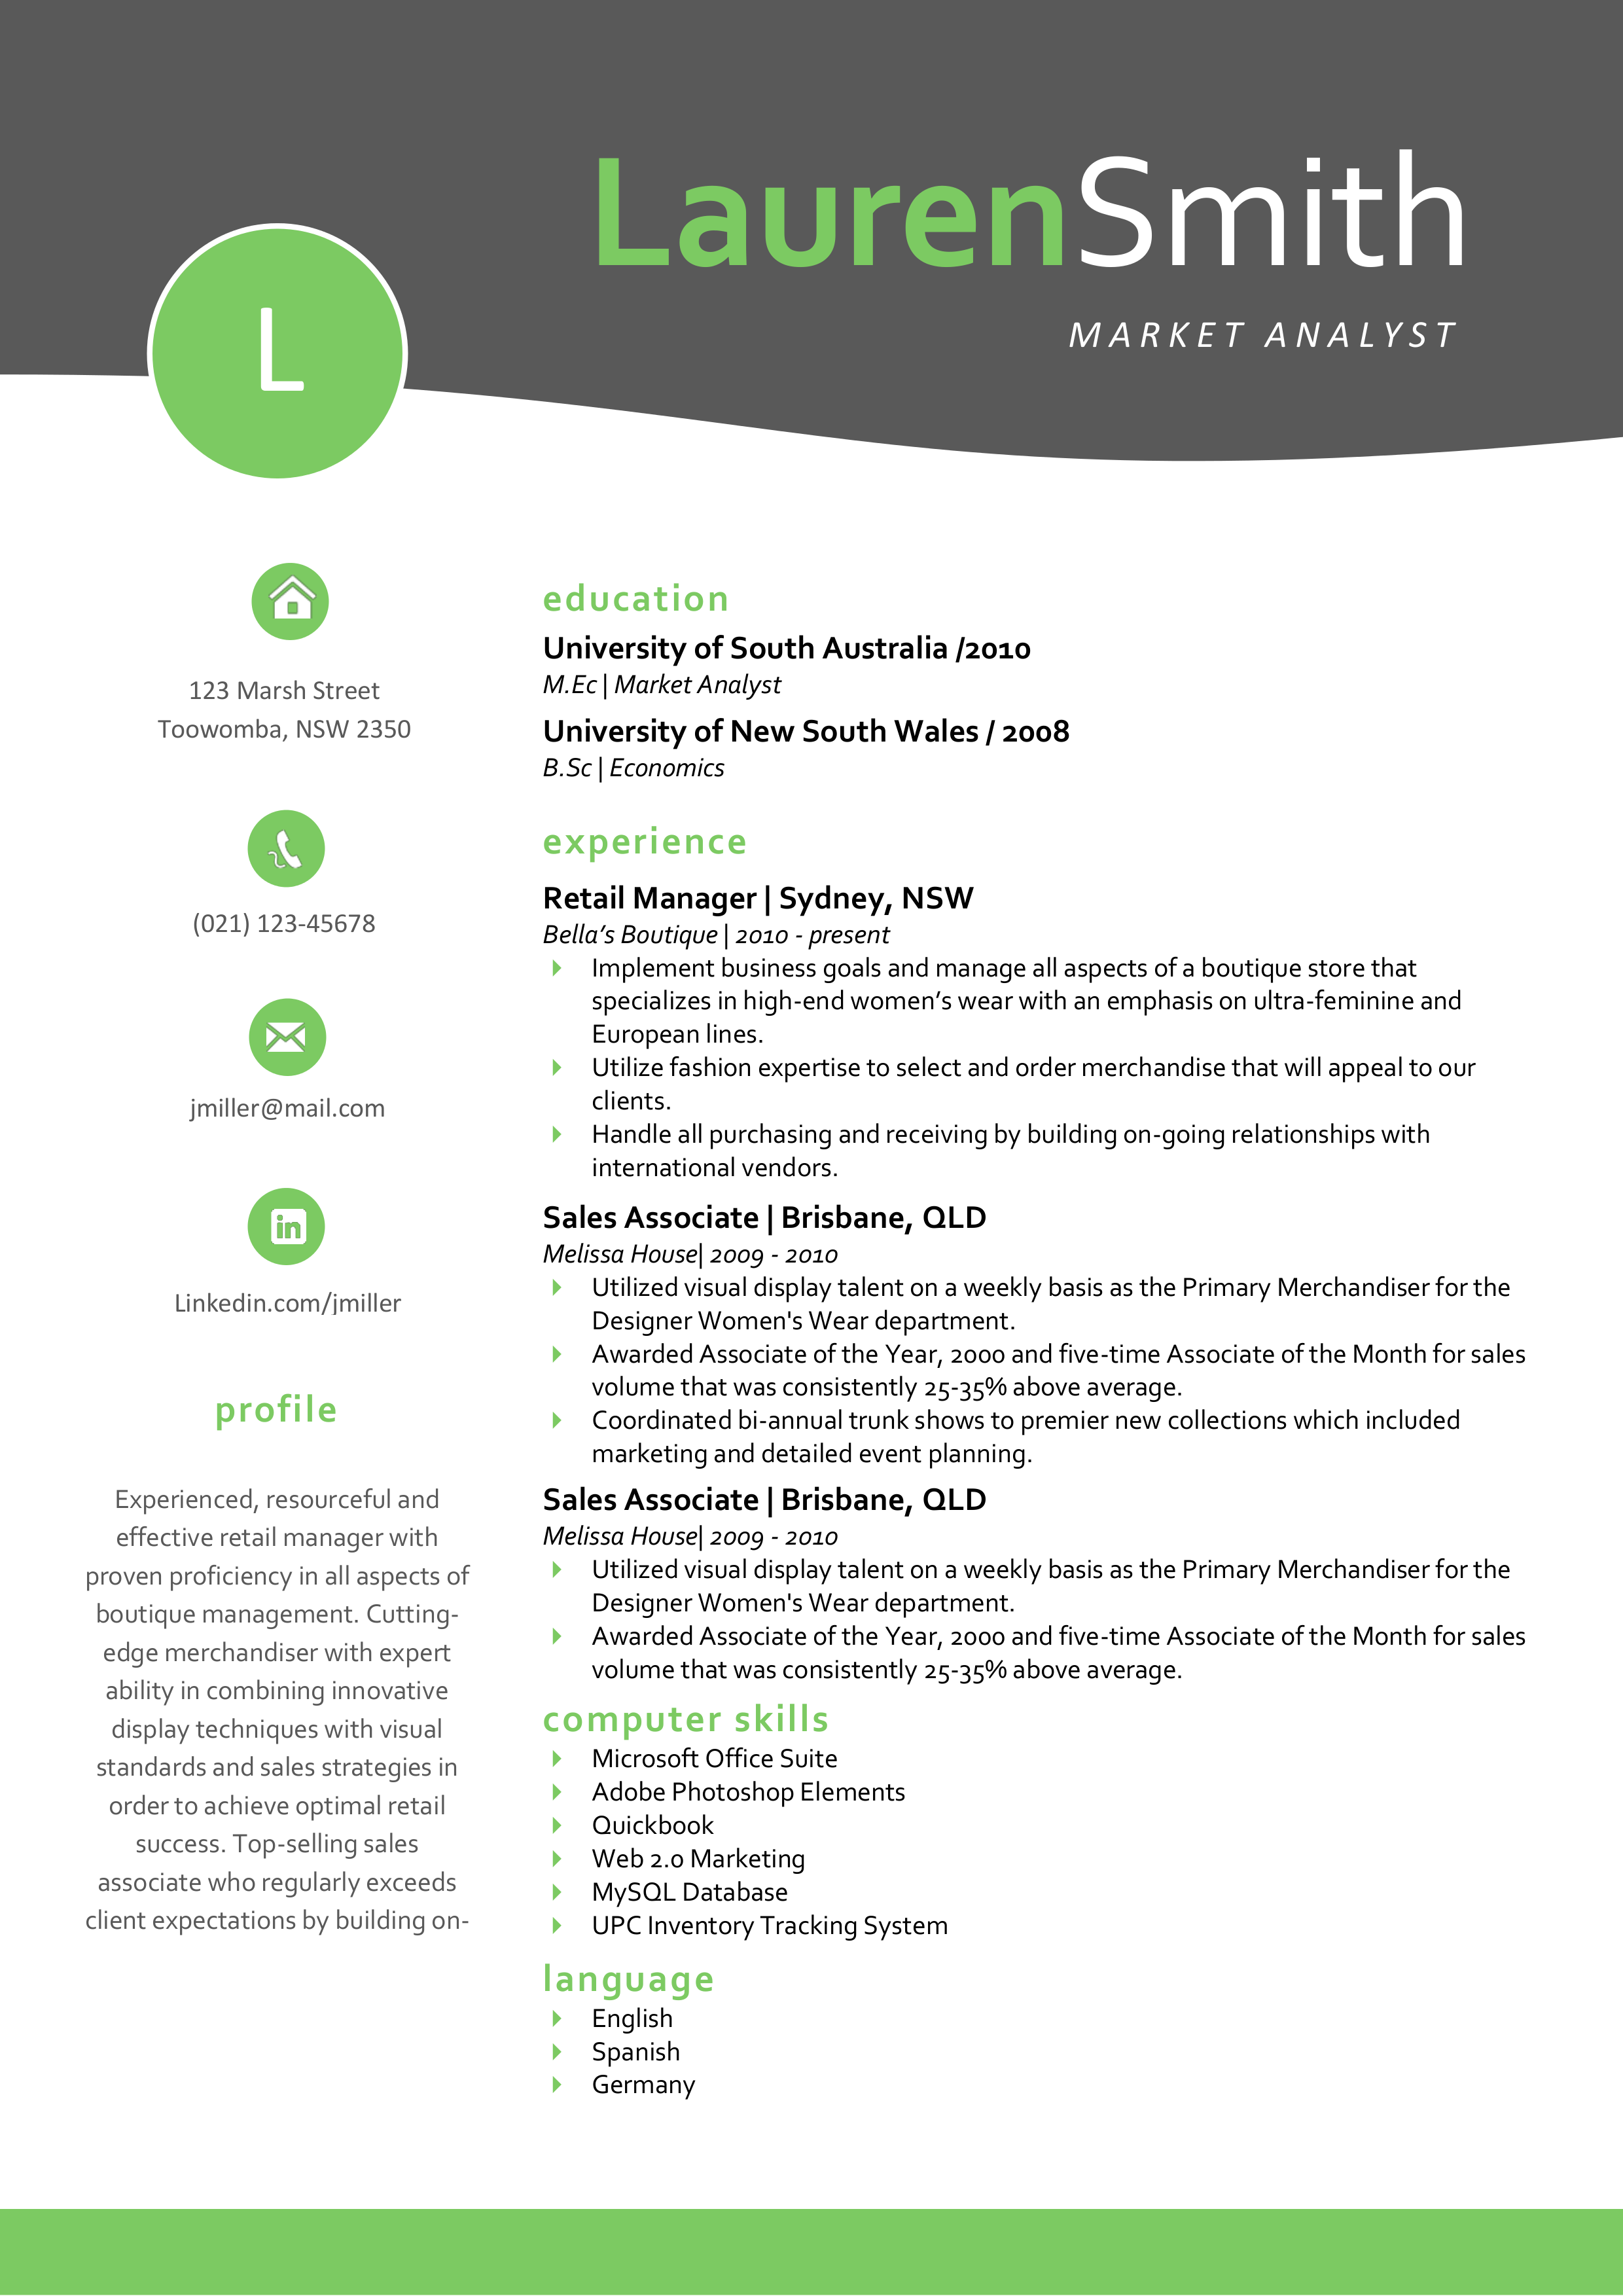 LaurenSmith
MARKET ANALYST
L
123 Marsh Street
Toowomba, NSW 2350
(021) 123-45678
jmiller@mail.com
in
Linkedin.com/jmiller
profile
Experienced, resourceful and
effective retail manager with
proven proficiency in all aspects of
boutique management. Cutting-
edge merchandiser with expert
ability in combining innovative
display techniques with visual
standards and sales strategies in
order to achieve optimal retail
success. Top-selling sales
associate who regularly exceeds
client expectations by building on-
education
University of South Australia /2010
M.Ec | Market Analyst
University of New South Wales / 2008
B.Sc | Economics
experience
Retail Manager | Sydney, NSW
Bella’s Boutique | 2010 - present
Implement business goals and manage all aspects of a boutique store that
specializes in high-end women’s wear with an emphasis on ultra-feminine and
European lines.
Utilize fashion expertise to select and order merchandise that will appeal to our
clients.
Handle all purchasing and receiving by building on-going relationships with
international vendors.
Sales Associate | Brisbane, QLD
Melissa House| 2009 - 2010
Utilized visual display talent on a weekly basis as the Primary Merchandiser for the
Designer Women's Wear department.
Awarded Associate of the Year, 2000 and five-time Associate of the Month for sales
volume that was consistently 25-35% above average.
Coordinated bi-annual trunk shows to premier new collections which included
marketing and detailed event planning.
Sales Associate | Brisbane, QLD
Melissa House| 2009 - 2010
Utilized visual display talent on a weekly basis as the Primary Merchandiser for the
Designer Women's Wear department.
Awarded Associate of the Year, 2000 and five-time Associate of the Month for sales
volume that was consistently 25-35% above average.
computer skills
Microsoft Office Suite
Adobe Photoshop Elements
Quickbook
Web 2.0 Marketing
MySQL Database
UPC Inventory Tracking System
language
English
Spanish
Germany